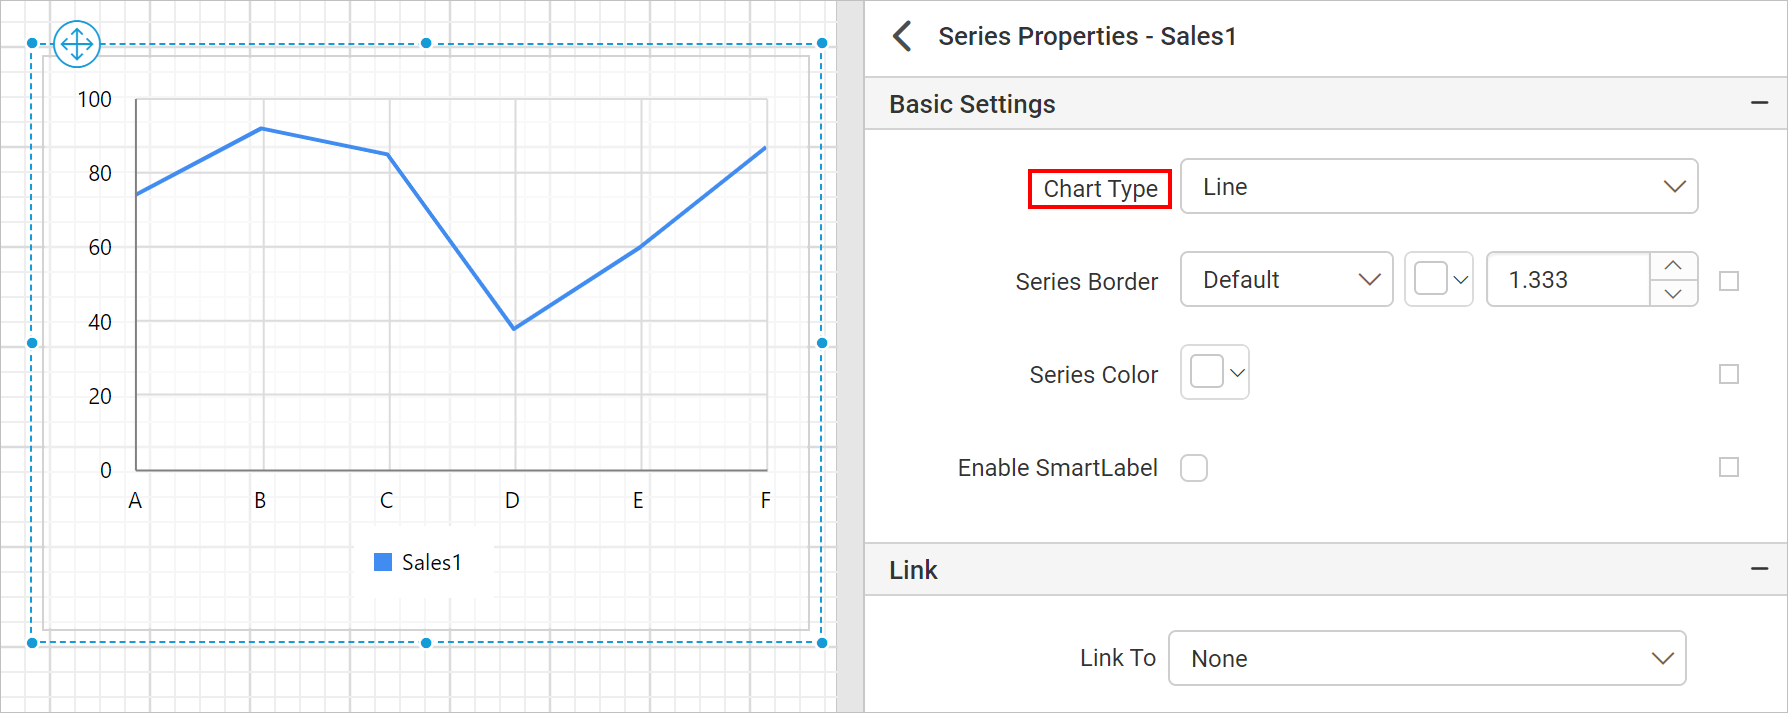 100
80
60
40
20
0
A B C D E F
Sales1
Series Properties - Sales1
Basic Settings
Chart Type Line
Series Border Default 1.333
Series Color
Enable SmartLabel
Link
Link To None